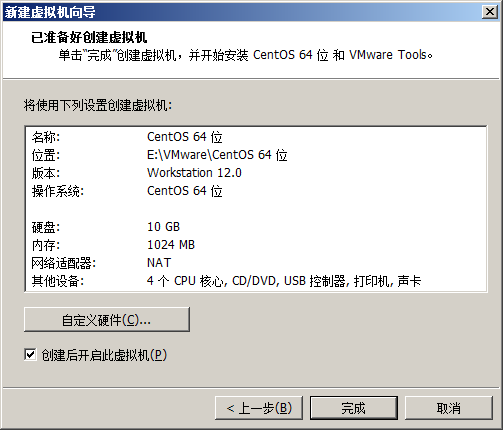 新建虚拟机向导
已准备好创建虚拟机
单击“完成”创建虚拟机，并开始安装 CentOS 64 位 和 VMware Tools。
将使用下列设置创建虚拟机:
名称: CentOS 64 位
位置: E:\VMware\CentOS 64 位
版本: Workstation 12.0
操作系统: CentOS 64 位
硬盘: 10 GB
内存: 1024 MB
网络适配器: NAT
其他设备: 4 个 CPU 核心, CD/DVD, USB 控制器, 打印机, 声卡
自定义硬件(C)...
创建后开启此虚拟机(P)
< 上一步(B) 完成 取消